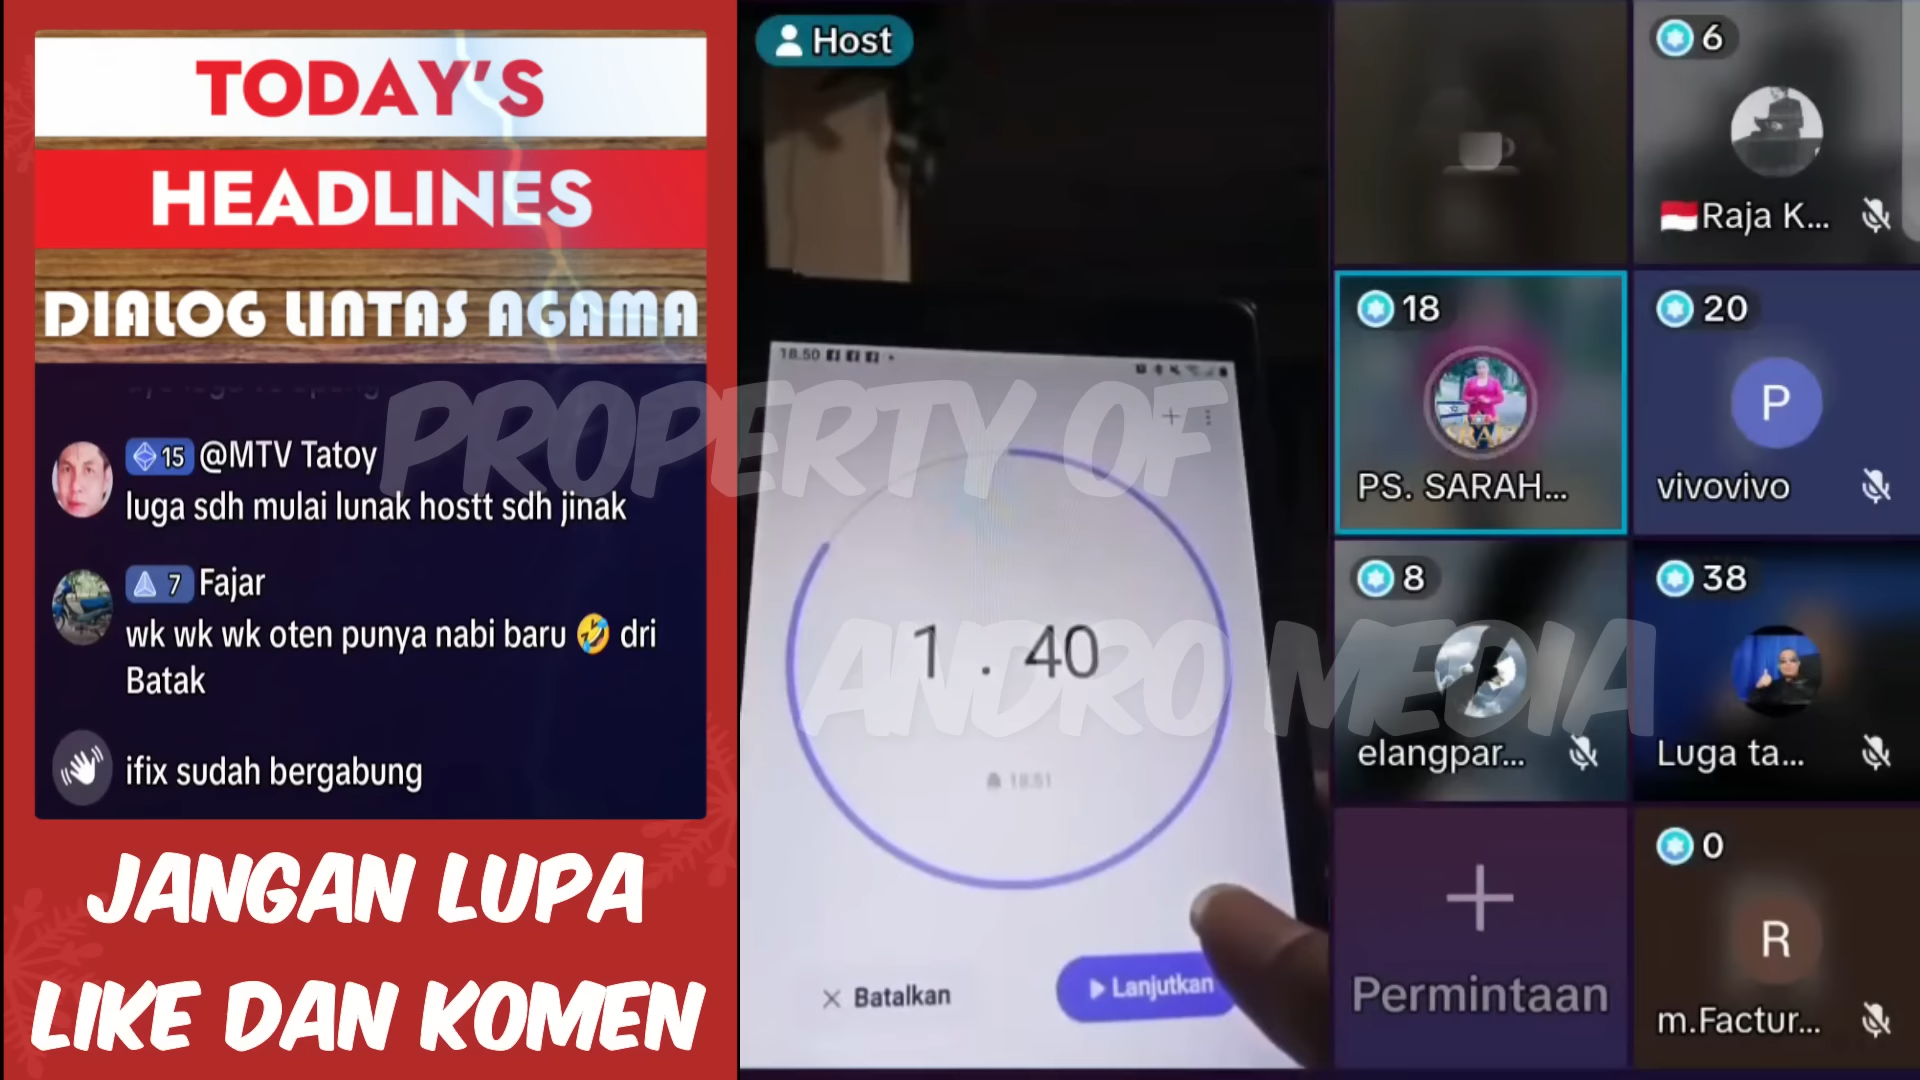 TODAY'S
HEADLINES
DIALOG LINTAS AGAMA
15 @MTV Tatoy
luga sdh mulai lunak hostt sdh jinak
7 Fajar
wk wk wk oten punya nabi baru 🤣 dri
Batak
ifix sudah bergabung
JANGAN LUPA
LIKE DAN KOMEN
Host
18.50
1 . 40
18:51
Batalkan
Lanjutkan
PROPERTY OF
ANDRO MEDIA
6
Raja K...
18
PS. SARAH...
20
P
vivovivo
8
elangpar...
38
Luga ta...
Permintaan
0
R
m.Factur...